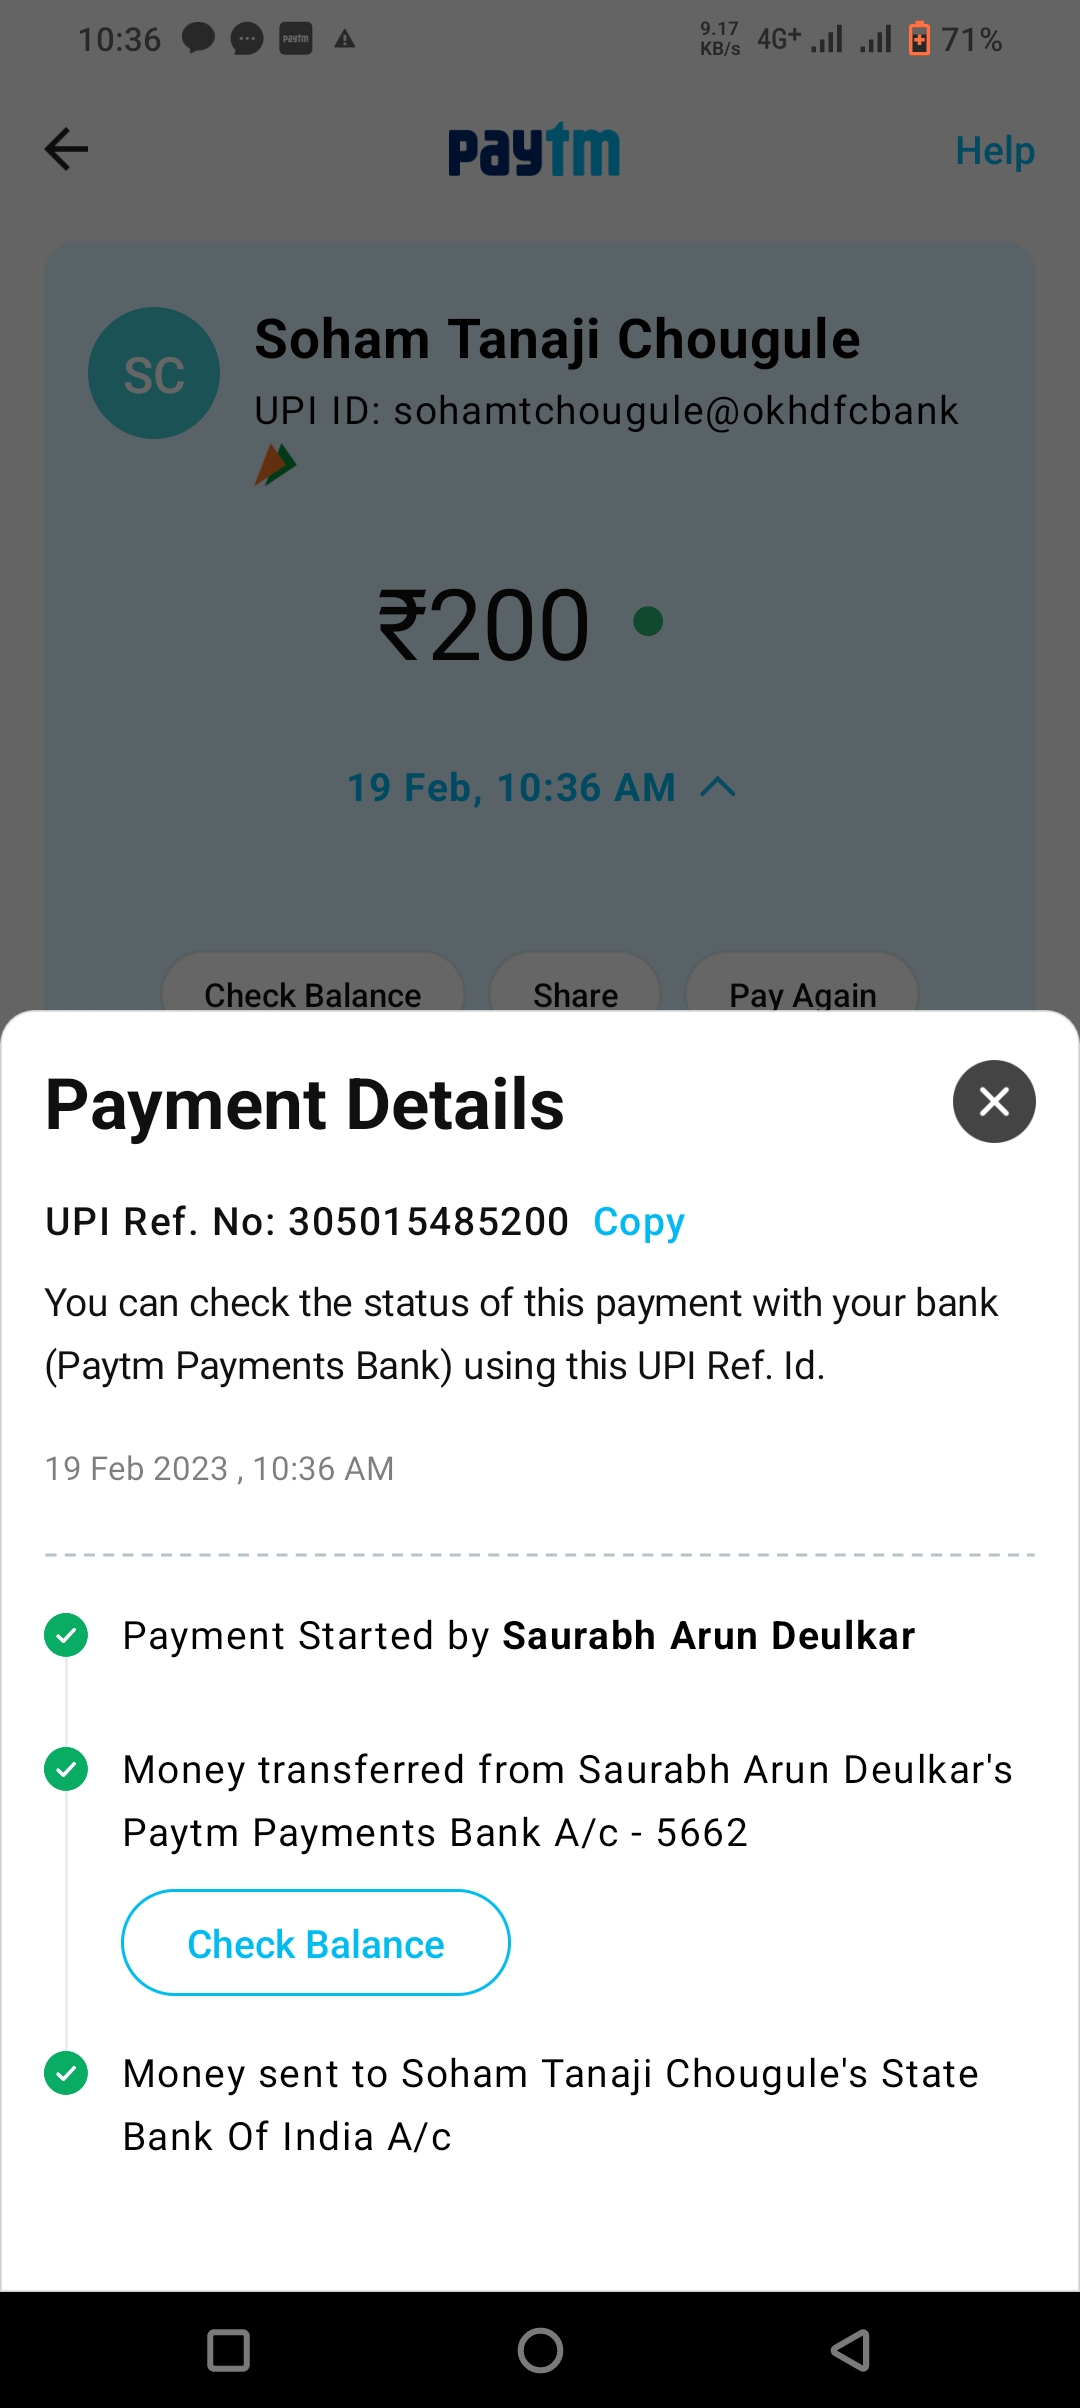 10:36
paytm
9.17
KB/s
4G+
71%
paytm
Help
SC
Soham Tanaji Chougule
UPI ID: sohamtchougule@okhdfcbank
₹200
19 Feb, 10:36 AM
Check Balance
Share
Pay Again
Payment Details
UPI Ref. No: 305015485200 Copy
You can check the status of this payment with your bank
(Paytm Payments Bank) using this UPI Ref. Id.
19 Feb 2023 , 10:36 AM
Payment Started by Saurabh Arun Deulkar
Money transferred from Saurabh Arun Deulkar's
Paytm Payments Bank A/c - 5662
Check Balance
Money sent to Soham Tanaji Chougule's State
Bank Of India A/c